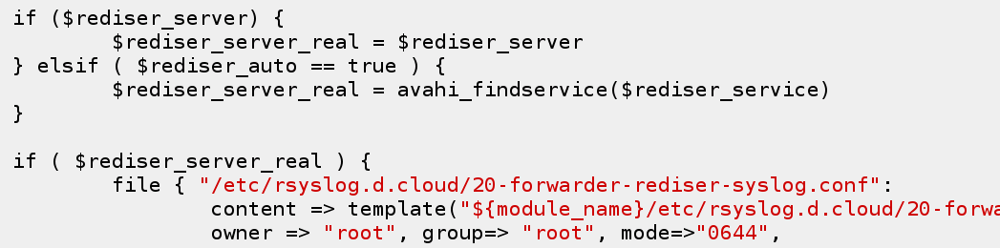 if ($rediser_server) {
        $rediser_server_real = $rediser_server
} elsif ( $rediser_auto == true ) {
        $rediser_server_real = avahi_findservice($rediser_service)
}

if ( $rediser_server_real ) {
        file { "/etc/rsyslog.d.cloud/20-forwarder-rediser-syslog.conf":
                content => template("${module_name}/etc/rsyslog.d.cloud/20-forwa
                owner => "root", group=> "root", mode=>"0644",